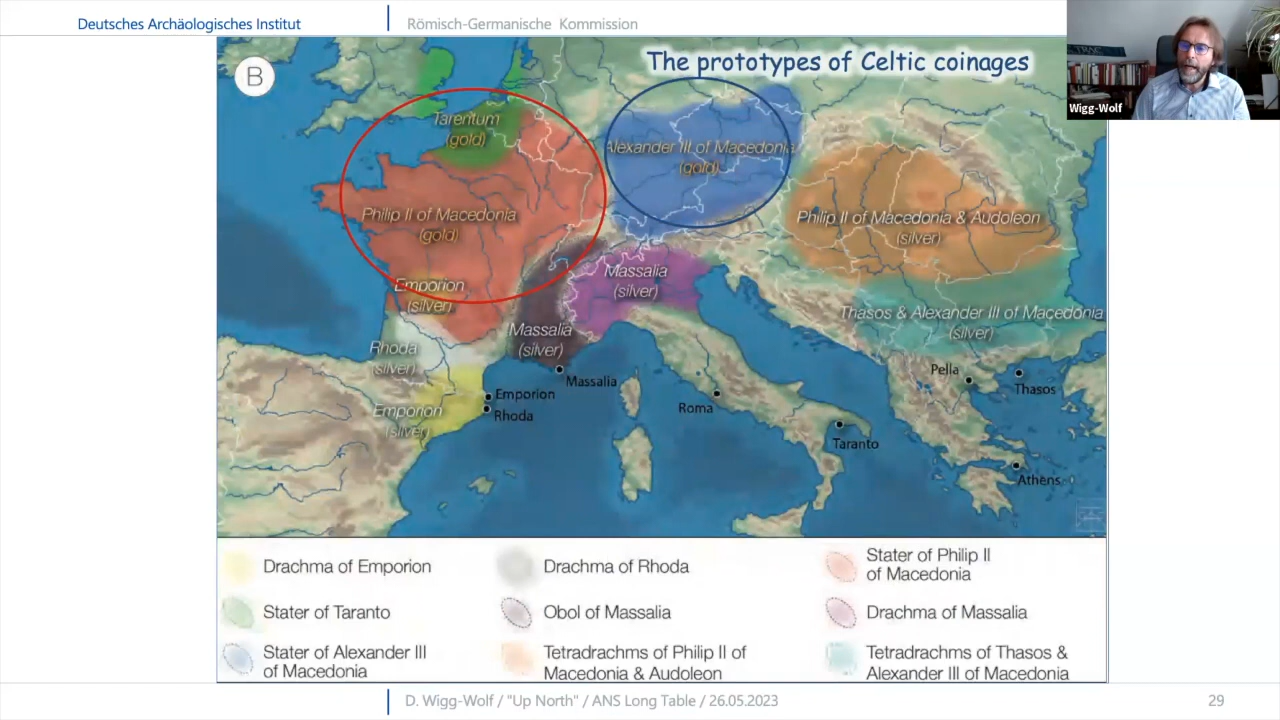 Deutsches Archäologisches Institut
Römisch-Germanische Kommission
B
The prototypes of Celtic coinages
TRAC
Wigg-Wolf
Tarentum
(gold)
Alexander III of Macedonia
(gold)
Philip II of Macedonia
(gold)
Philip II of Macedonia & Audoleon
(silver)
Emporion
(silver)
Massalia
(silver)
Thasos & Alexander III of Macedonia
(silver)
Massalia
(silver)
Rhoda
(silver)
Emporion
(silver)
Massalia
Emporion
Rhoda
Roma
Taranto
Pella
Thasos
Athens
Drachma of Emporion
Drachma of Rhoda
Stater of Philip II
of Macedonia
Stater of Taranto
Obol of Massalia
Drachma of Massalia
Stater of Alexander III
of Macedonia
Tetradrachms of Philip II of
Macedonia & Audoleon
Tetradrachms of Thasos &
Alexander III of Macedonia
D. Wigg-Wolf / "Up North" / ANS Long Table / 26.05.2023
29